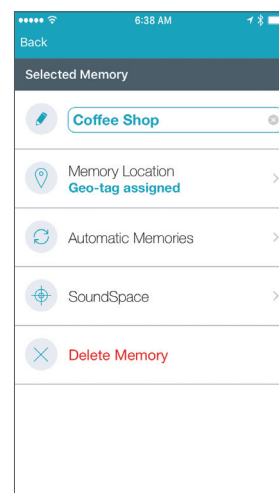 6:38 AM
Back
Selected Memory
Coffee Shop
Memory Location
Geo-tag assigned
Automatic Memories
SoundSpace
Delete Memory